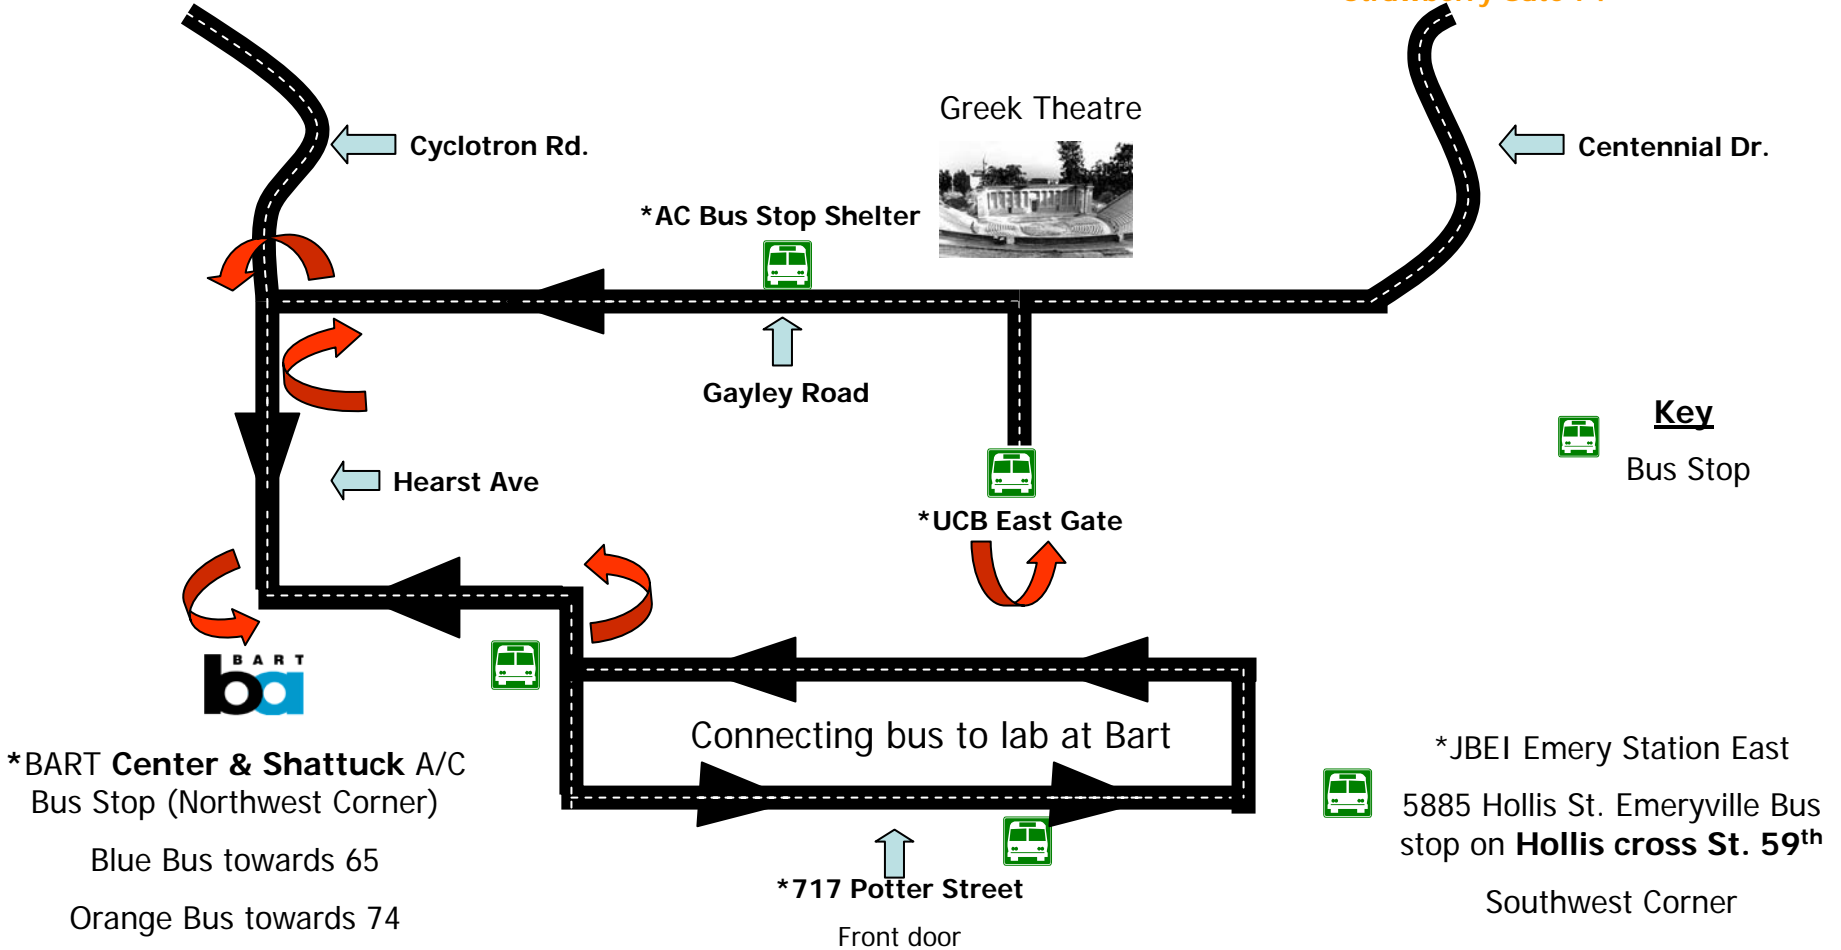 Greek Theatre
Cyclotron Rd.
Centennial Dr.
*AC Bus Stop Shelter
Gayley Road
Key
Bus Stop
Hearst Ave
*UCB East Gate
BART
ba
Connecting bus to lab at Bart
*BART Center & Shattuck A/C
Bus Stop (Northwest Corner)
Blue Bus towards 65
Orange Bus towards 74
*JBEI Emery Station East
5885 Hollis St. Emeryville Bus
stop on Hollis cross St. 59th
Southwest Corner
*717 Potter Street
Front door